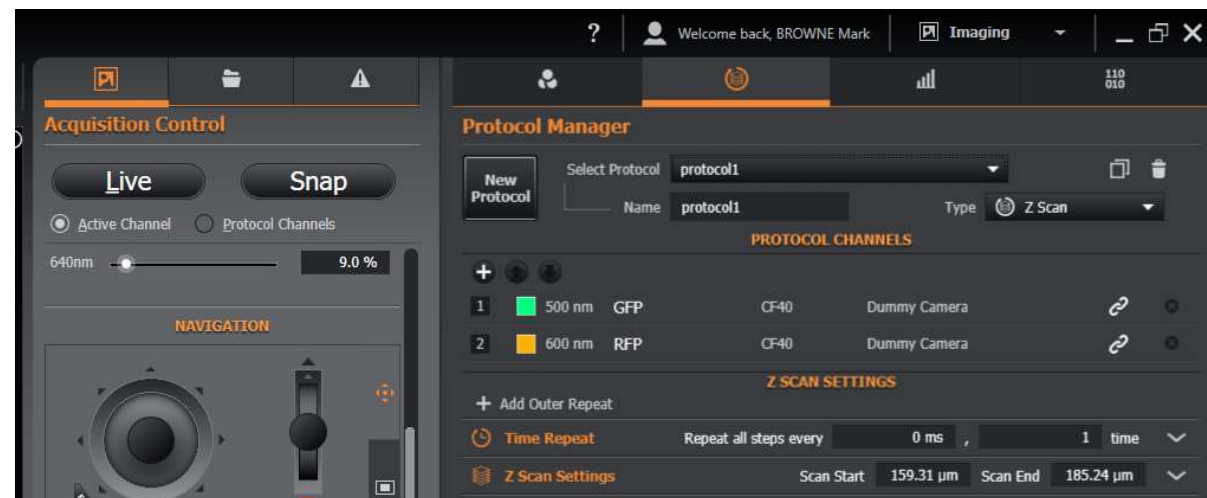 ? Welcome back, BROWNE Mark Imaging
110
010
Acquisition Control
Live Snap
Active Channel Protocol Channels
640nm 9.0 %
NAVIGATION
Protocol Manager
New Protocol
Select Protocol protocol1
Name protocol1 Type Z Scan
PROTOCOL CHANNELS
1 500 nm GFP CF40 Dummy Camera
2 600 nm RFP CF40 Dummy Camera
Z SCAN SETTINGS
+ Add Outer Repeat
Time Repeat Repeat all steps every 0 ms , 1 time
Z Scan Settings Scan Start 159.31 µm Scan End 185.24 µm